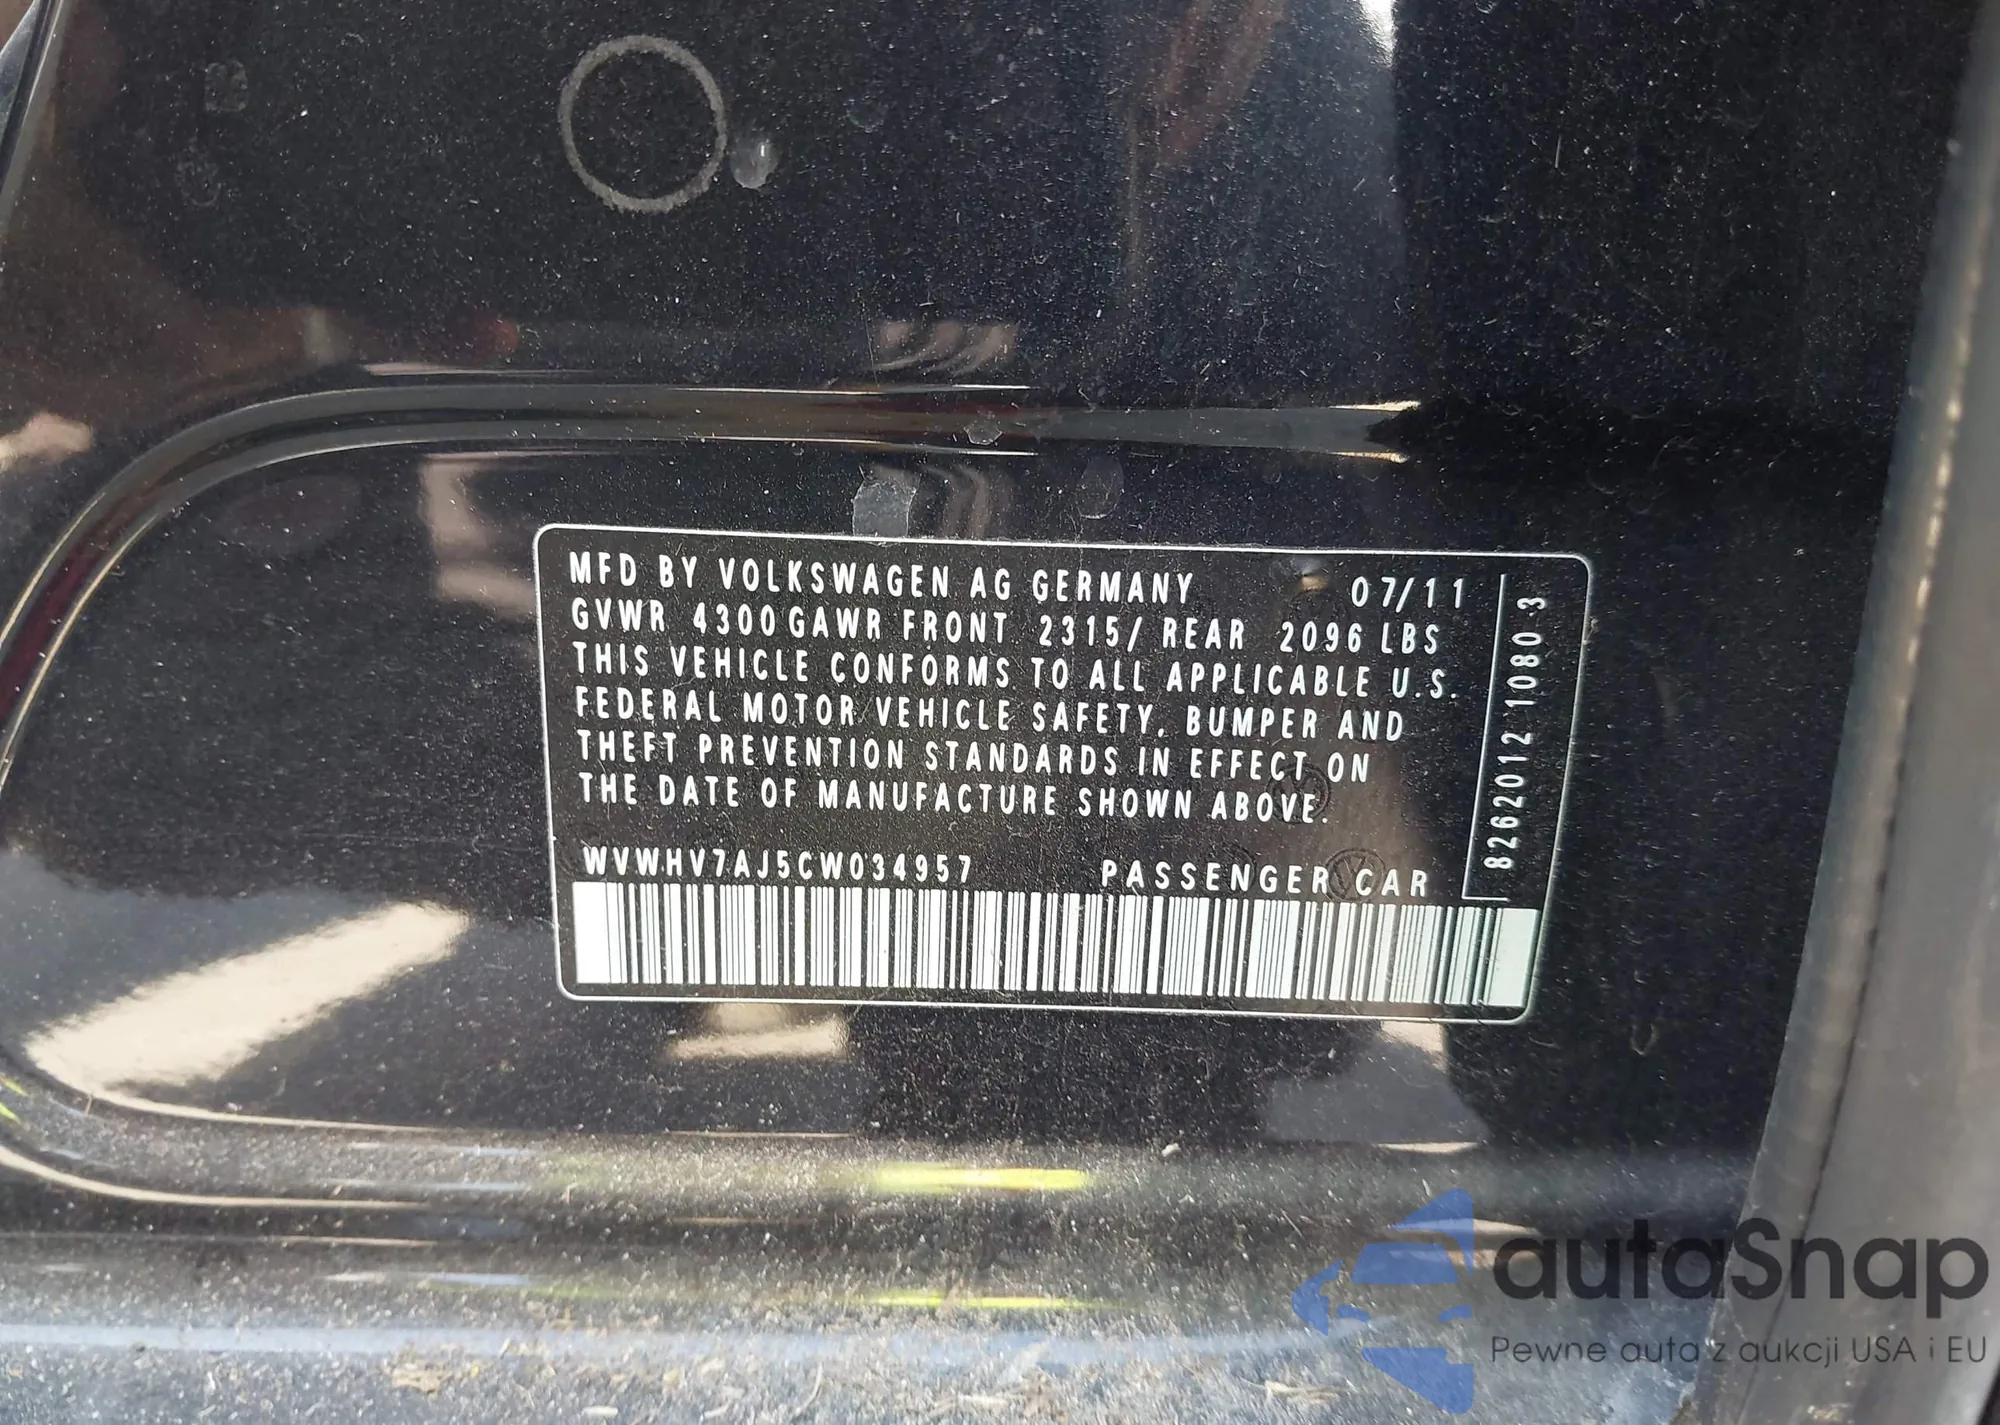 MFD BY VOLKSWAGEN AG GERMANY 07/11
GVWR 4300 GAWR FRONT 2315/ REAR 2096 LBS
THIS VEHICLE CONFORMS TO ALL APPLICABLE U.S.
FEDERAL MOTOR VEHICLE SAFETY, BUMPER AND
THEFT PREVENTION STANDARDS IN EFFECT ON
THE DATE OF MANUFACTURE SHOWN ABOVE.
WVWHV7AJ5CW034957 PASSENGER CAR
8262012 1080 3
autaSnap
Pewne auta z aukcji USA i EU